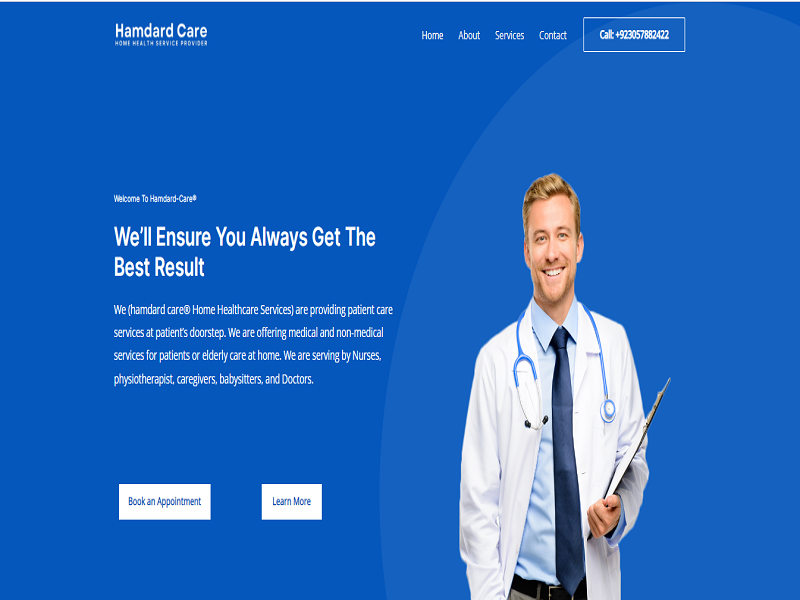 Hamdard Care
HOME HEALTH SERVICE PROVIDER
Home About Services Contact Call: +923057882422
Welcome To Hamdard-Care®
We'll Ensure You Always Get The
Best Result
We (hamdard care® Home Healthcare Services) are providing patient care
services at patient's doorstep. We are offering medical and non-medical
services for patients or elderly care at home. We are serving by Nurses,
physiotherapist, caregivers, babysitters, and Doctors.
Book an Appointment Learn More